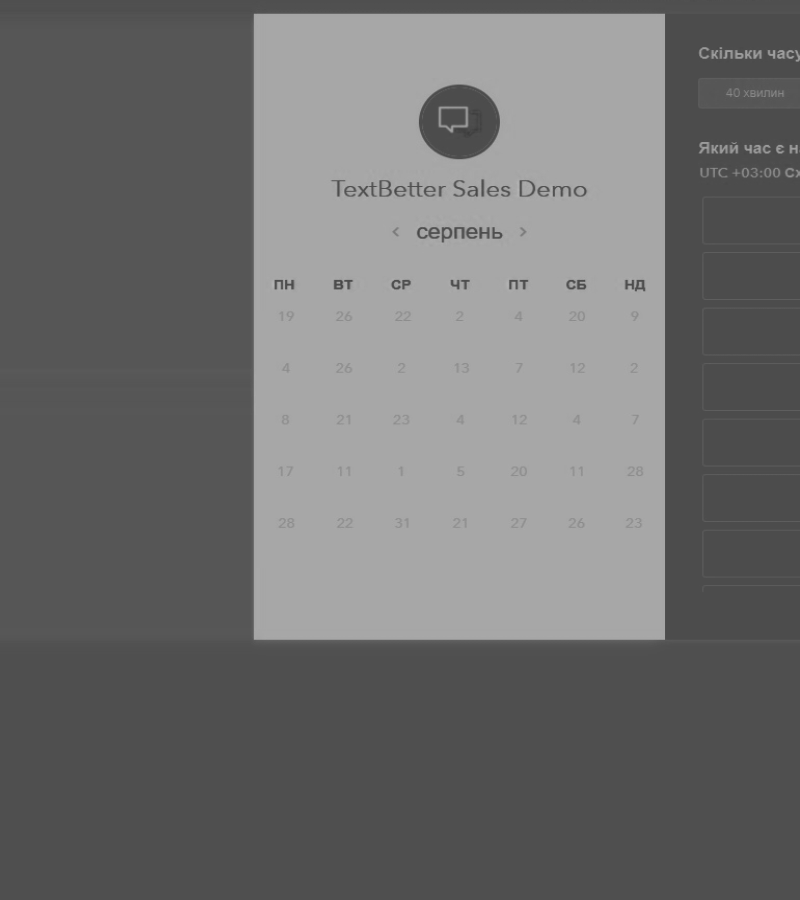 TextBetter Sales Demo
< серпень >
ПН ВТ СР ЧТ ПТ СБ НД
19 26 22 2 4 20 9
4 26 2 13 7 12 2
8 21 23 4 12 4 7
17 11 1 5 20 11 28
28 22 31 21 27 26 23
Скільки часу
40 хвилин
Який час є
UTC +03:00